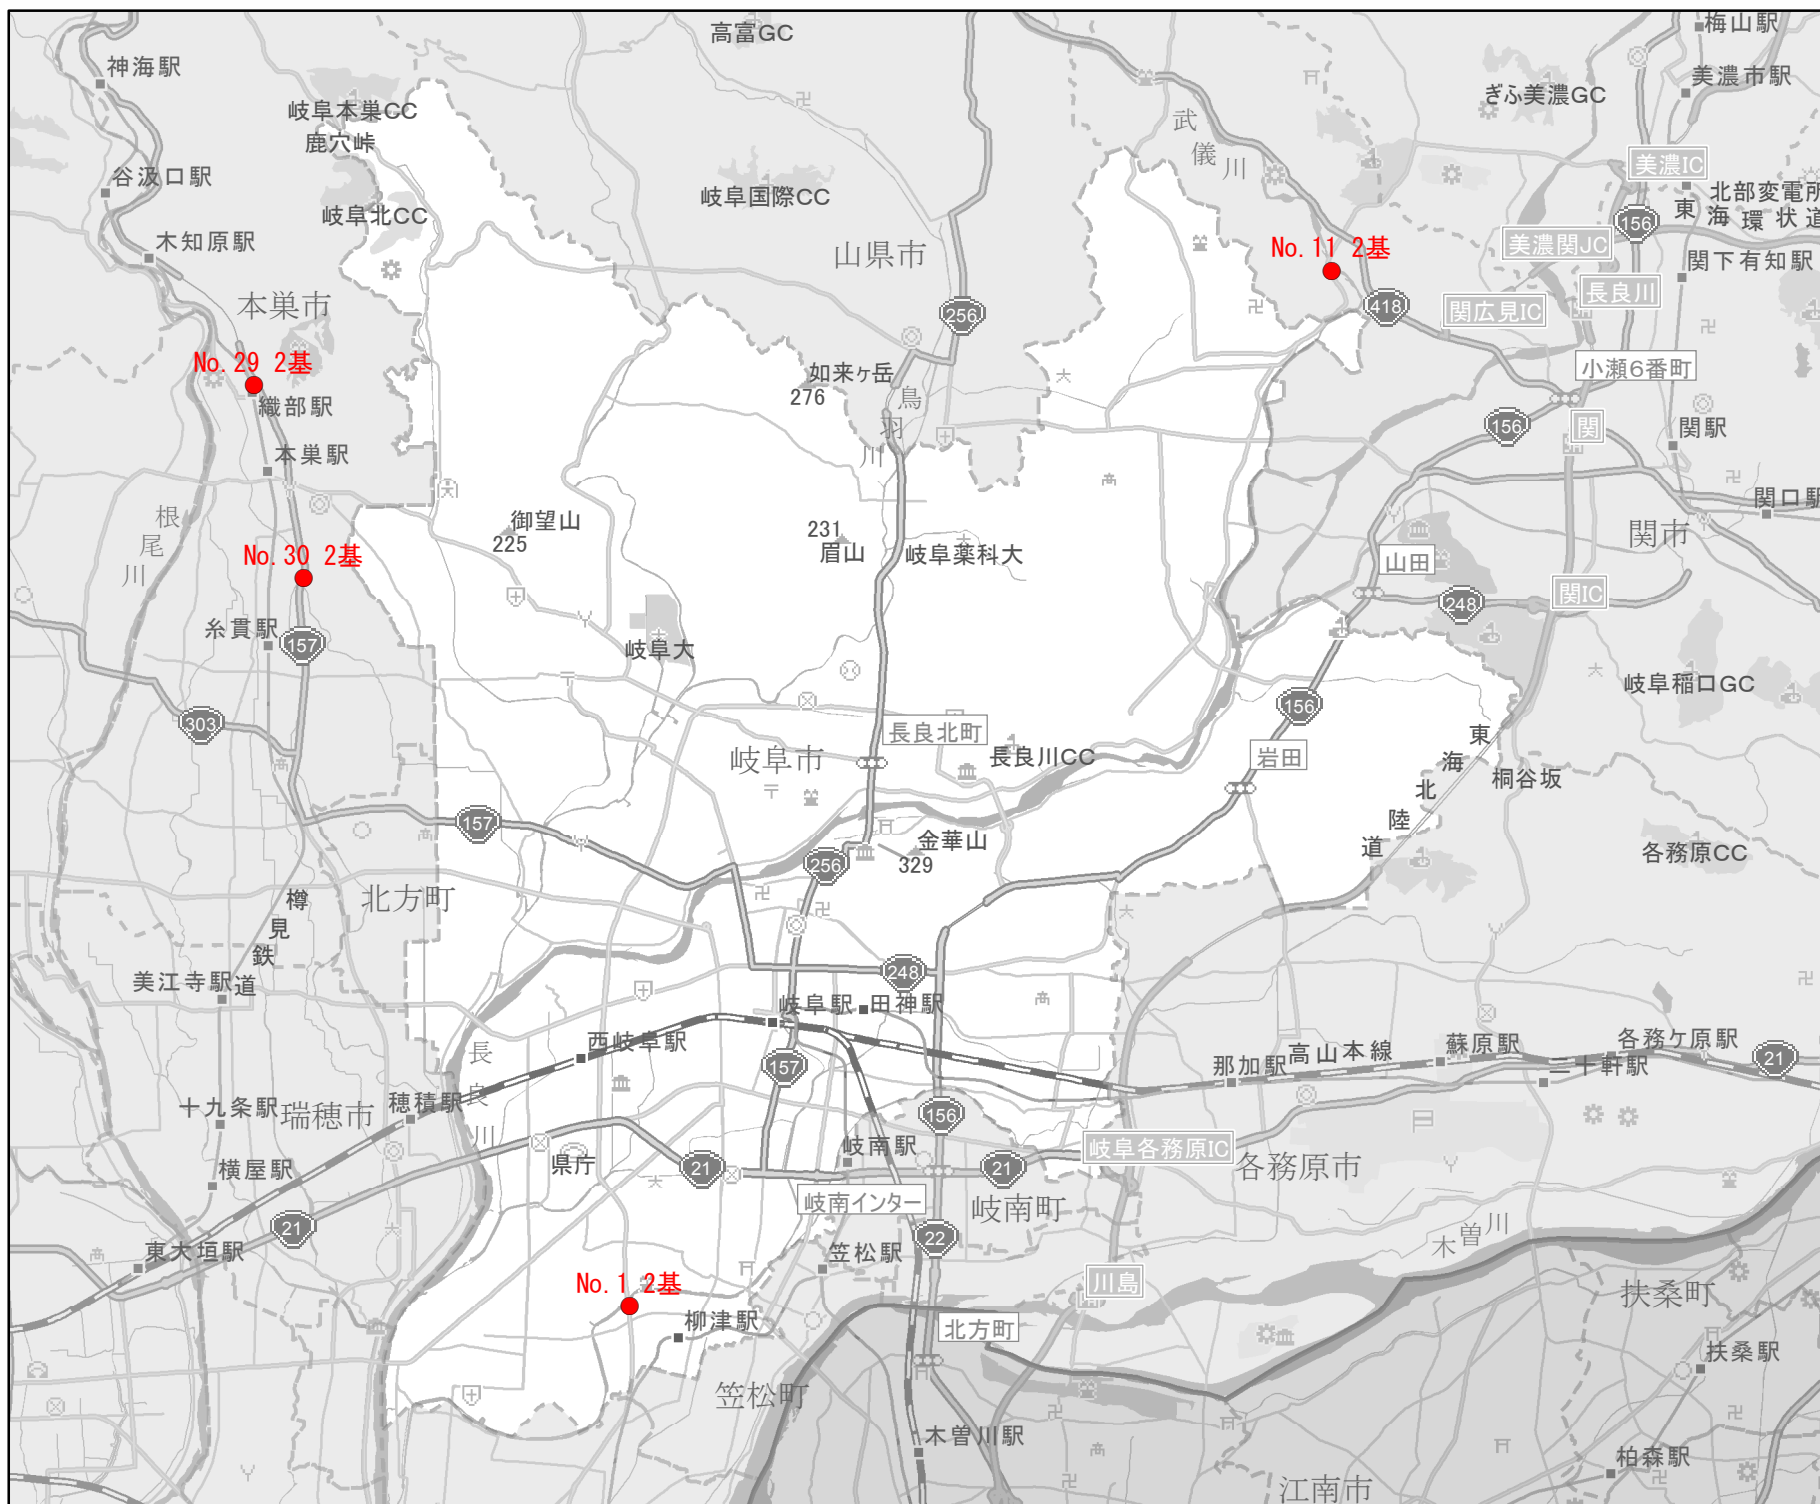 高富GC
梅山駅
神海駅
美濃市駅
ぎふ美濃GC
岐阜本巣CC
鹿穴峠
武儀川
美濃IC
谷汲口駅
岐阜国際CC
北部変電所
156
東海環状道
岐阜北CC
木知原駅
山県市
No.11 2基
美濃関JC
関下有知駅
本巣市
長良川
256
418
関広見IC
No.29 2基
如来ヶ岳
276
小瀬6番町
織部駅
鳥羽川
156
関
関駅
本巣駅
関口駅
根尾川
御望山
225
231
眉山
岐阜薬科大
関市
No.30 2基
山田
248
関IC
糸貫駅
157
岐阜大
岐阜稲口GC
303
156
長良北町
岐阜市
長良川CC
岩田
東海北陸道
桐谷坂
157
256
金華山
329
各務原CC
北方町
樽見鉄道
美江寺駅
248
岐阜駅
田神駅
西岐阜駅
長良川
157
那加駅
高山本線
蘇原駅
各務ケ原駅
21
二十軒駅
十九条駅
瑞穂市
穂積駅
156
岐南駅
岐阜各務原IC
県庁
21
21
各務原市
横屋駅
岐南インター
岐南町
21
22
木曽川
東大垣駅
笠松駅
No.1 2基
川島
扶桑町
柳津駅
北方町
扶桑駅
笠松町
木曽川駅
柏森駅
江南市